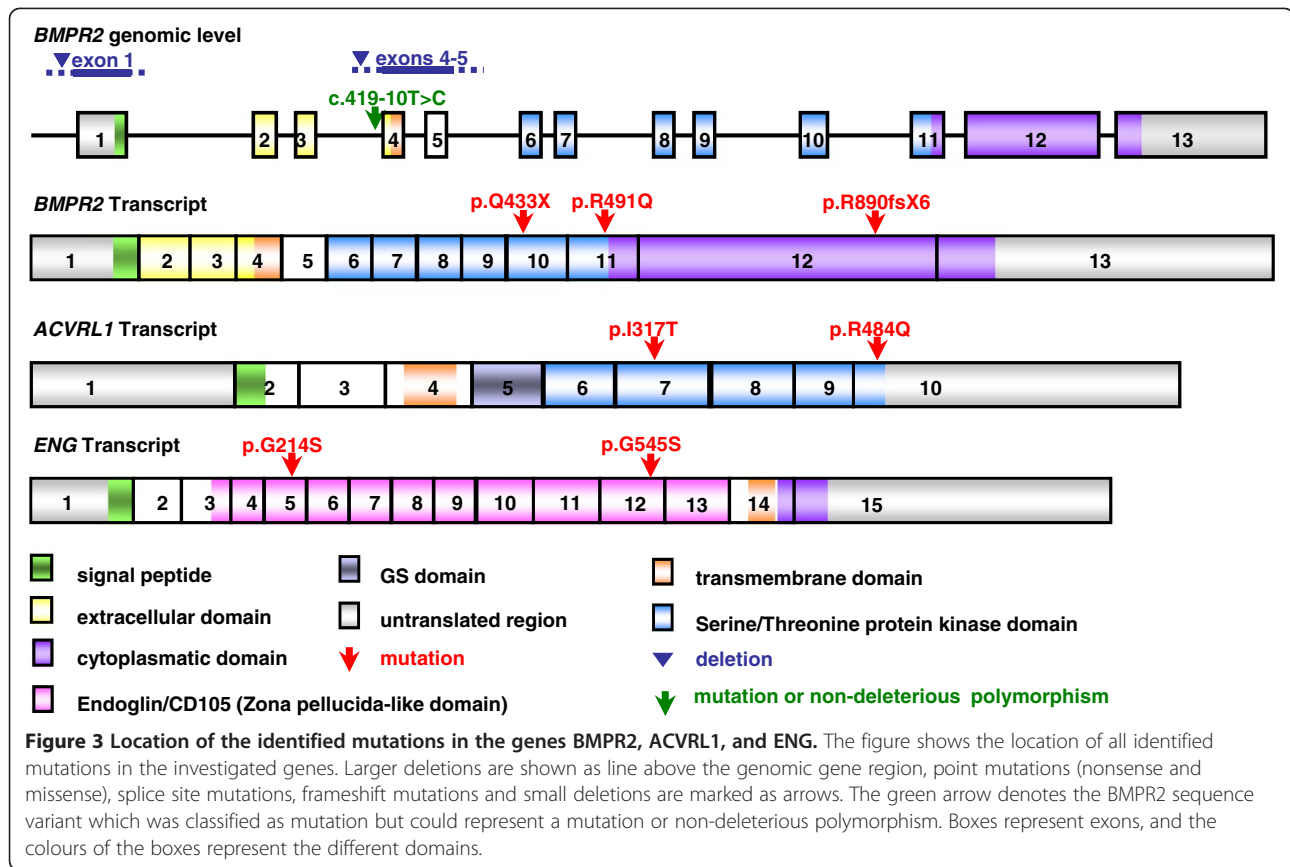 BMPR2 genomic level
exon 1 exons 4-5
c.419-10T>C
1 2 3 4 5 6 7 8 9 10 11 12 13
BMPR2 Transcript
p.Q433X p.R491Q p.R890fsX6
1 2 3 4 5 6 7 8 9 10 11 12 13
ACVRL1 Transcript
p.I317T p.R484Q
1 2 3 4 5 6 7 8 9 10
ENG Transcript
p.G214S p.G545S
1 2 3 4 5 6 7 8 9 10 11 12 13 14 15
signal peptide GS domain transmembrane domain
extracellular domain untranslated region Serine/Threonine protein kinase domain
cytoplasmatic domain mutation deletion
Endoglin/CD105 (Zona pellucida-like domain) mutation or non-deleterious polymorphism
Figure 3 Location of the identified mutations in the genes BMPR2, ACVRL1, and ENG. The figure shows the location of all identified
mutations in the investigated genes. Larger deletions are shown as line above the genomic gene region, point mutations (nonsense and
missense), splice site mutations, frameshift mutations and small deletions are marked as arrows. The green arrow denotes the BMPR2 sequence
variant which was classified as mutation but could represent a mutation or non-deleterious polymorphism. Boxes represent exons, and the
colours of the boxes represent the different domains.